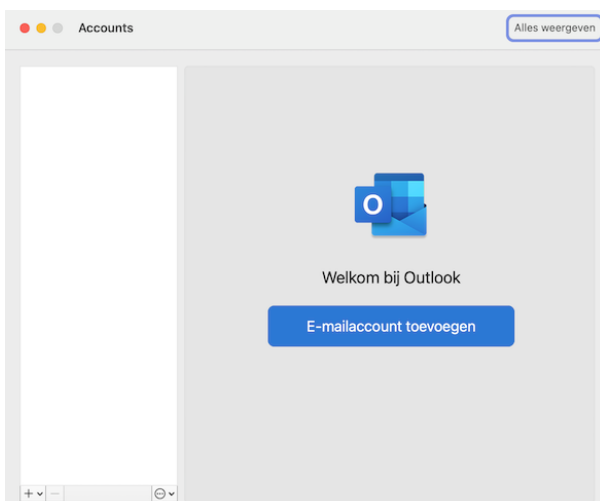 Accounts
Alles weergeven
O
Welkom bij Outlook
E-mailaccount toevoegen